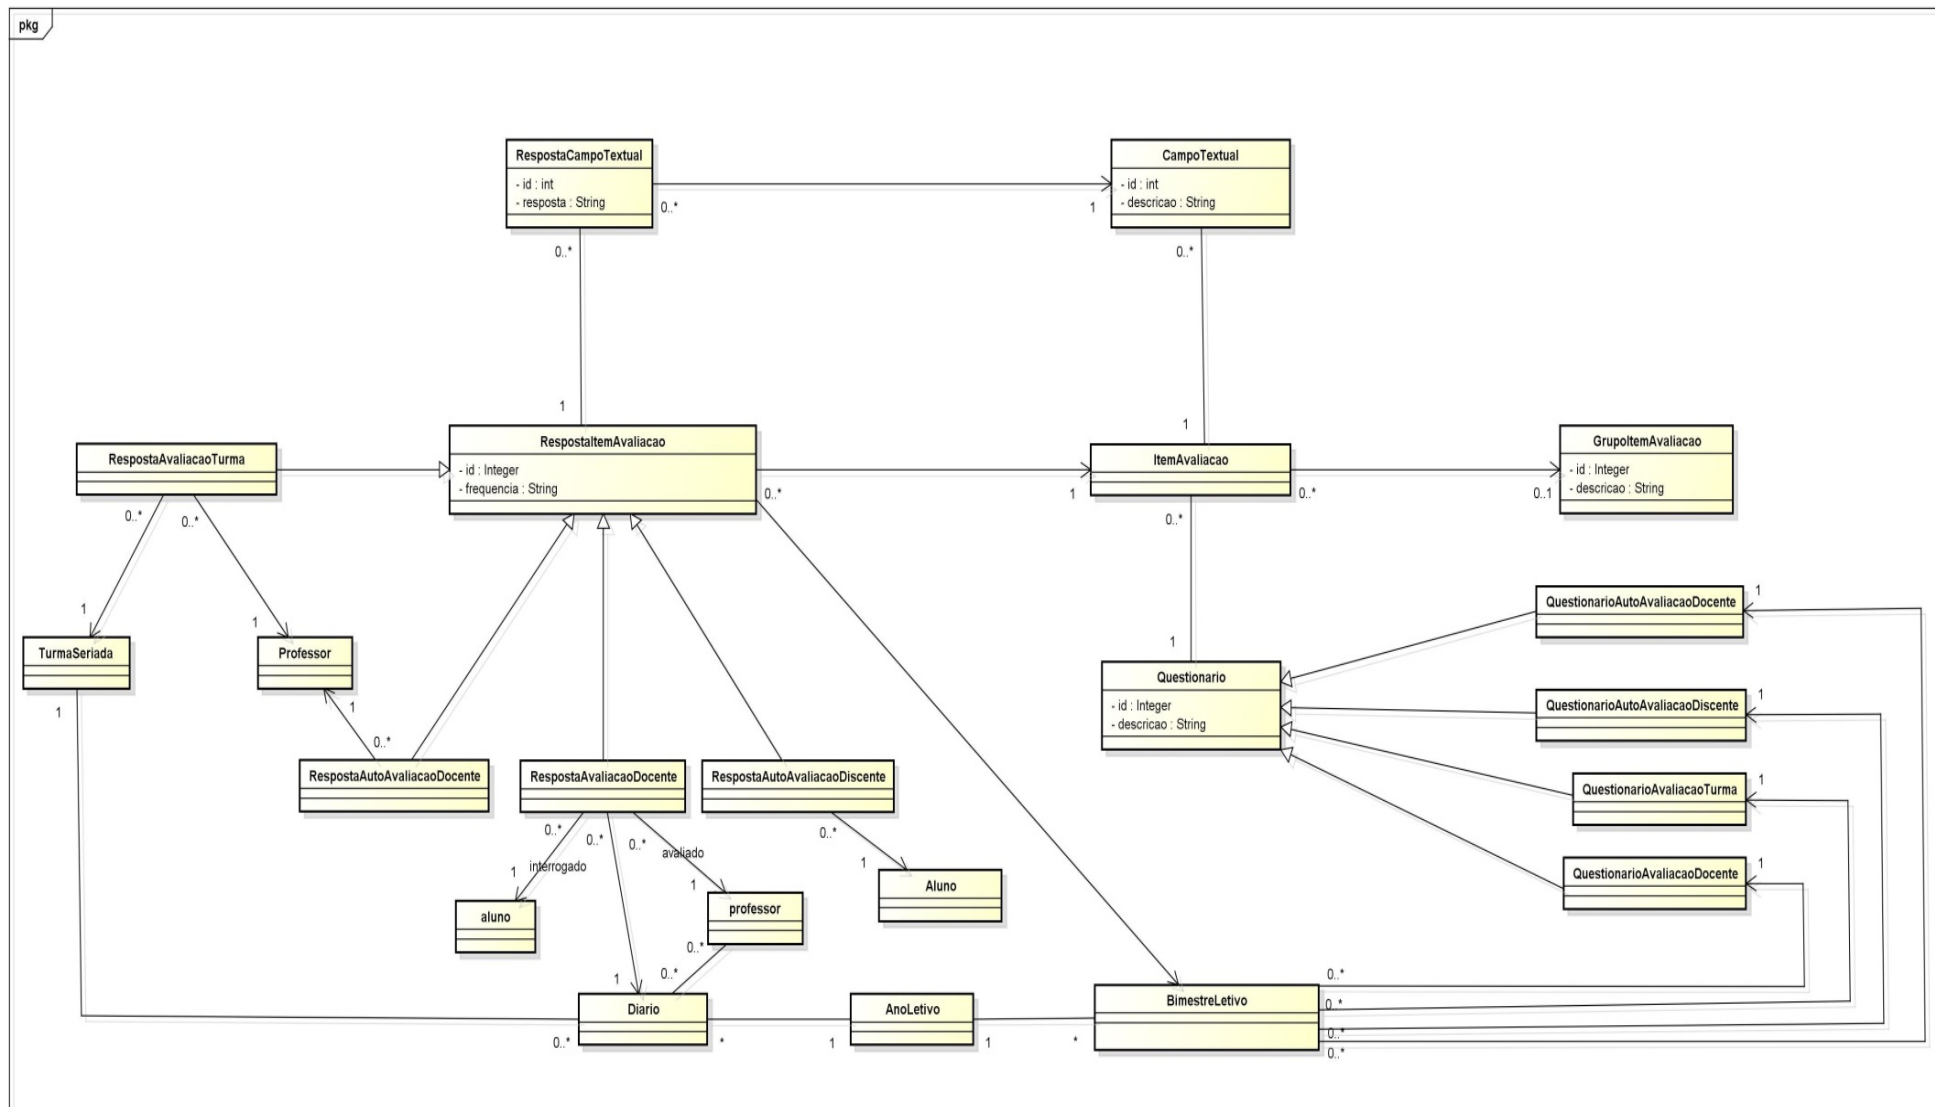 pkg
RespostaCampoTextual
- id : int
- resposta : String
CampoTextual
- id : int
- descricao : String
0..*
1
0..*
0..*
1
1
RespostaAvaliacaoTurma
RespostaItemAvaliacao
- id : Integer
- frequencia : String
ItemAvaliacao
GrupoItemAvaliacao
- id : Integer
- descricao : String
0..*
1
0..*
0..1
0..*
0..*
0..*
1
1
1
TurmaSeriada
Professor
Questionario
- id : Integer
- descricao : String
QuestionarioAutoAvaliacaoDocente
1
QuestionarioAutoAvaliacaoDiscente
1
QuestionarioAvaliacaoTurma
1
QuestionarioAvaliacaoDocente
1
1
1
0..*
RespostaAutoAvaliacaoDocente
RespostaAvaliacaoDocente
RespostaAutoAvaliacaoDiscente
0..*
0..*
0..*
0..*
interrogado
avaliado
1
1
1
aluno
professor
Aluno
0..*
0..*
1
Diario
AnoLetivo
BimestreLetivo
0..*
0..*
0..*
0..*
0..*
*
1
1
*